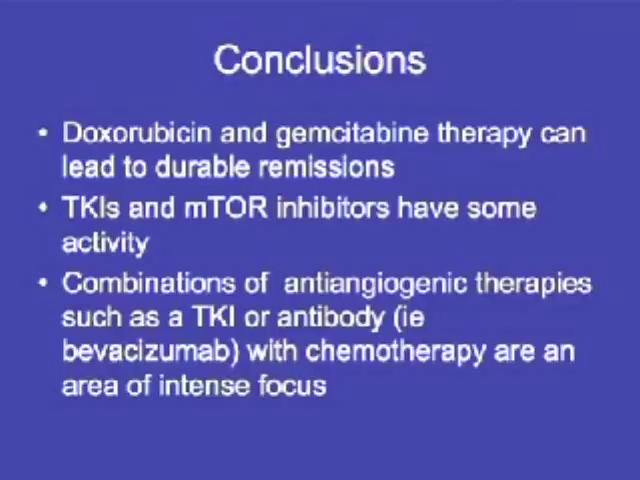 Conclusions
• Doxorubicin and gemcitabine therapy can
lead to durable remissions
• TKIs and mTOR inhibitors have some
activity
• Combinations of antiangiogenic therapies
such as a TKI or antibody (ie
bevacizumab) with chemotherapy are an
area of intense focus